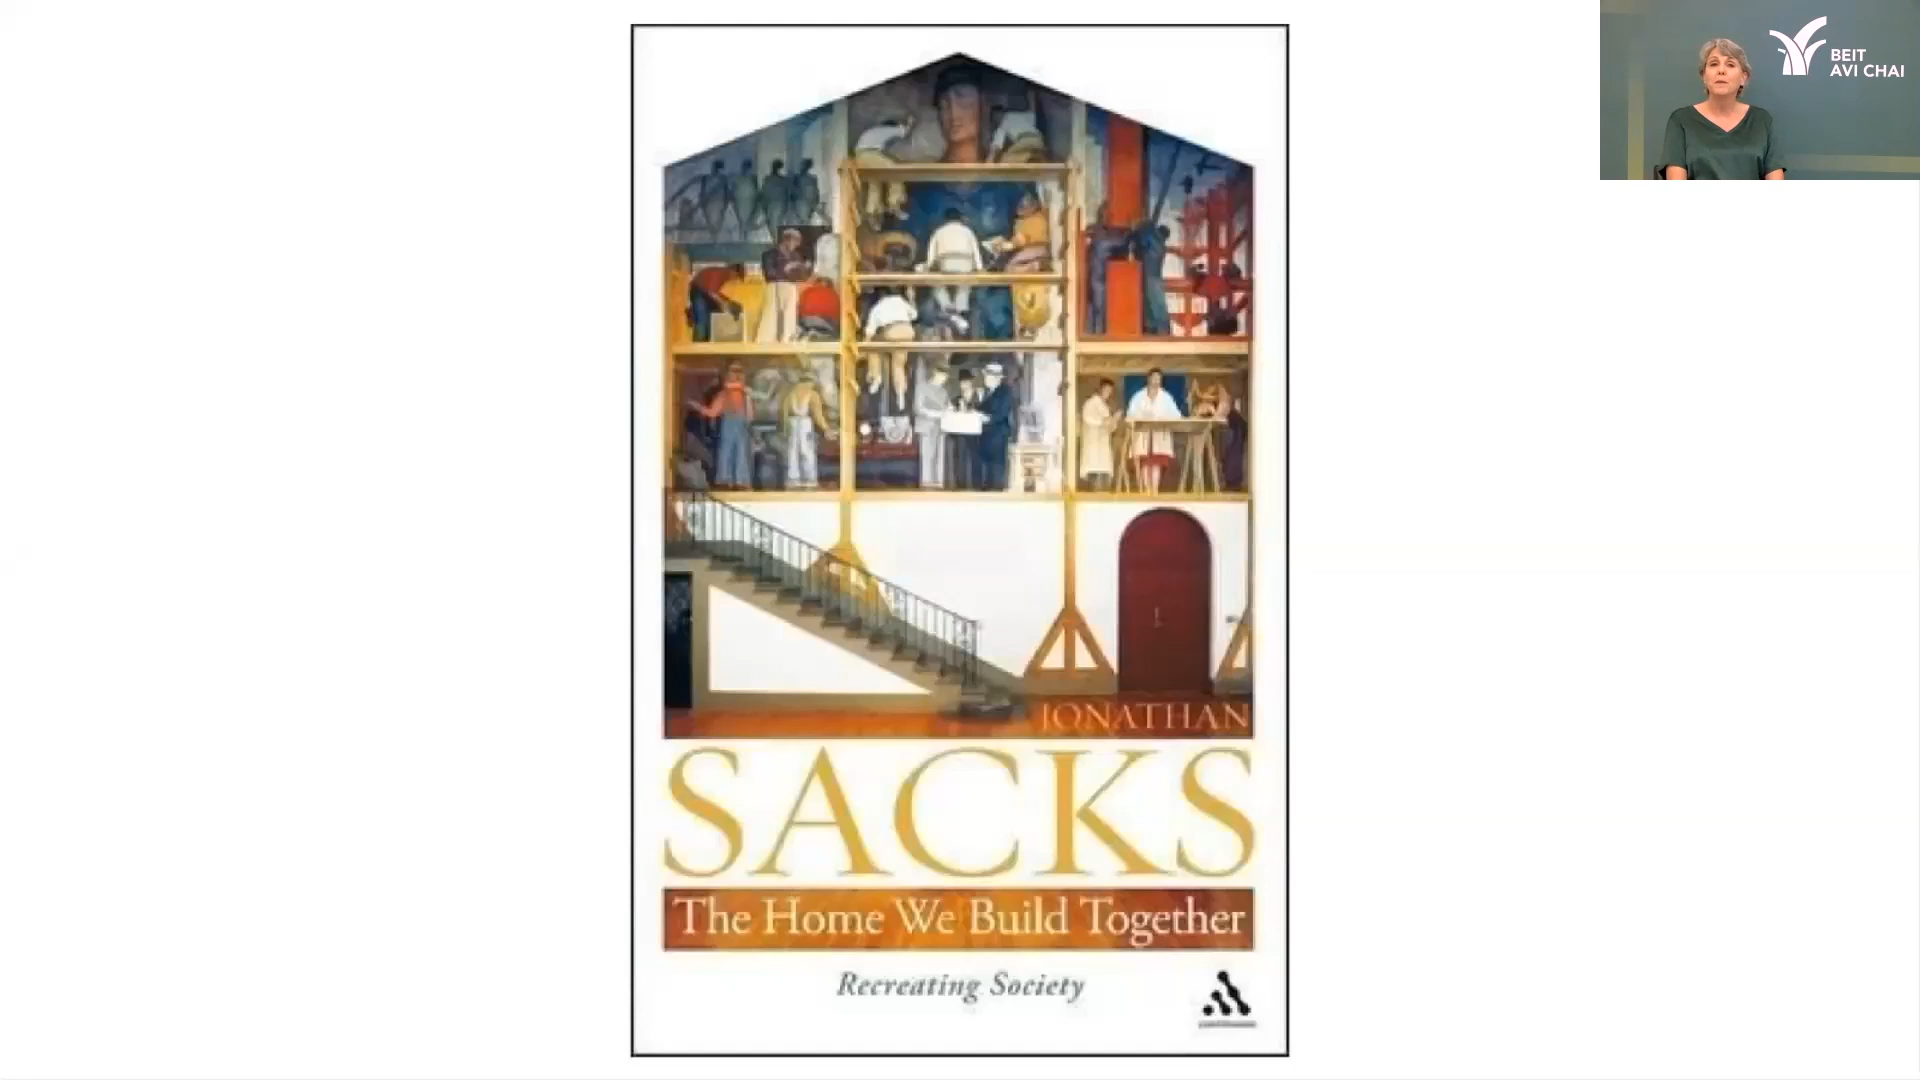 BEIT
AVI CHAI
JONATHAN
SACKS
The Home We Build Together
Recreating Society